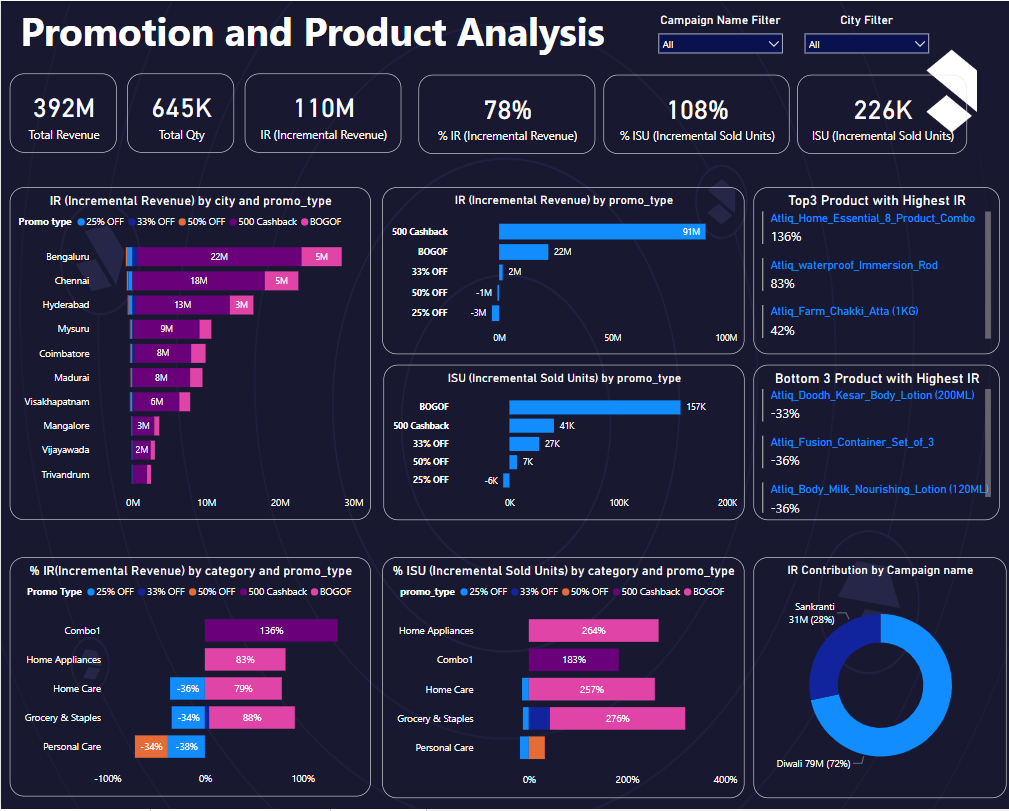 Promotion and Product Analysis
Campaign Name Filter
All
City Filter
All
392M
Total Revenue
645K
Total Qty
110M
IR (Incremental Revenue)
78%
% IR (Incremental Revenue)
108%
% ISU (Incremental Sold Units)
226K
ISU (Incremental Sold Units)
IR (Incremental Revenue) by city and promo_type
Promo type 25% OFF 33% OFF 50% OFF 500 Cashback BOGOF
Bengaluru 22M 5M
Chennai 18M 5M
Hyderabad 13M 3M
Mysuru 9M
Coimbatore 8M
Madurai 8M
Visakhapatnam 6M
Mangalore 3M
Vijayawada 2M
Trivandrum
0M 10M 20M 30M
IR (Incremental Revenue) by promo_type
500 Cashback 91M
BOGOF 22M
33% OFF 2M
50% OFF -1M
25% OFF -3M
0M 50M 100M
Top3 Product with Highest IR
Atliq_Home_Essential_8_Product_Combo
136%
Atliq_waterproof_Immersion_Rod
83%
Atliq_Farm_Chakki_Atta (1KG)
42%
ISU (Incremental Sold Units) by promo_type
BOGOF 157K
500 Cashback 41K
33% OFF 27K
50% OFF 7K
25% OFF -6K
0K 100K 200K
Bottom 3 Product with Highest IR
Atliq_Doodh_Kesar_Body_Lotion (200ML)
-33%
Atliq_Fusion_Container_Set_of_3
-36%
Atliq_Body_Milk_Nourishing_Lotion (120ML)
-36%
% IR(Incremental Revenue) by category and promo_type
Promo Type 25% OFF 33% OFF 50% OFF 500 Cashback BOGOF
Combo1 136%
Home Appliances 83%
Home Care -36% 79%
Grocery & Staples -34% 88%
Personal Care -34% -38%
-100% 0% 100%
% ISU (Incremental Sold Units) by category and promo_type
promo_type 25% OFF 33% OFF 50% OFF 500 Cashback BOGOF
Home Appliances 264%
Combo1 183%
Home Care 257%
Grocery & Staples 276%
Personal Care
0% 200% 400%
IR Contribution by Campaign name
Sankranti
31M (28%)
Diwali 79M (72%)